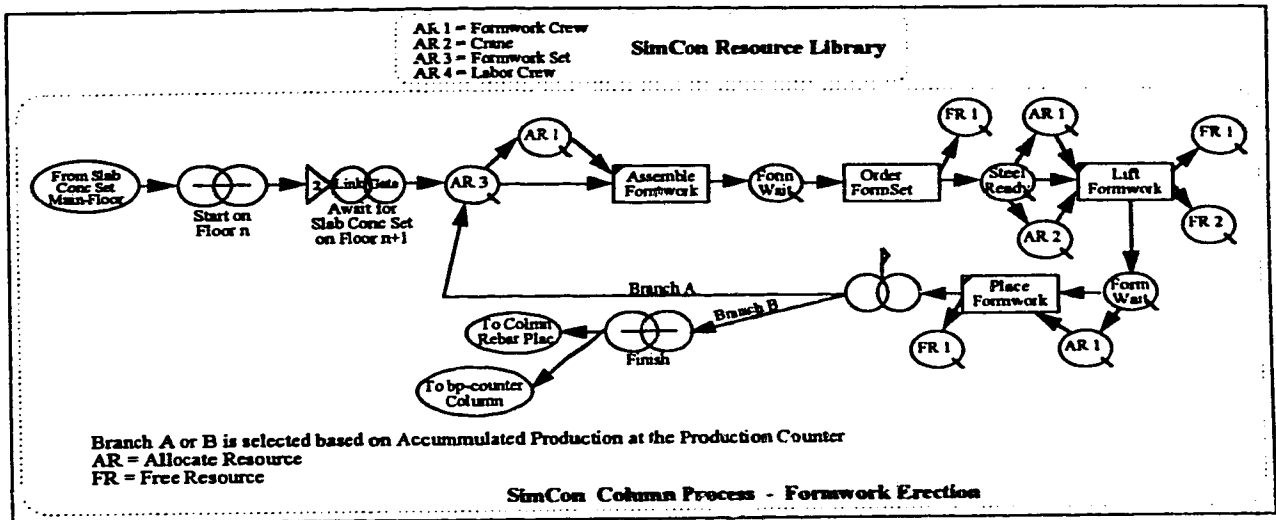 AR 1 = Formwork Crew
AR 2 = Crane
AR 3 = Formwork Set
AR 4 = Labor Crew
SimCon Resource Library
From Slab
Conc Set
Main-Floor
Start on
Floor n
2
Link
Gate
Await for
Slab Conc Set
on Floor n+1
AR 3
AR 1
Assemble
Formwork
Form
Wait
Order
FormSet
FR 1
Steel
Ready
AR 1
AR 2
Lift
Formwork
FR 1
FR 2
Form
Wait
AR 1
Place
Formwork
FR 1
P
Branch A
Branch B
Finish
To Column
Rebar Plac
To bp-counter
Column
Branch A or B is selected based on Accummulated Production at the Production Counter
AR = Allocate Resource
FR = Free Resource
SimCon Column Process - Formwork Erection